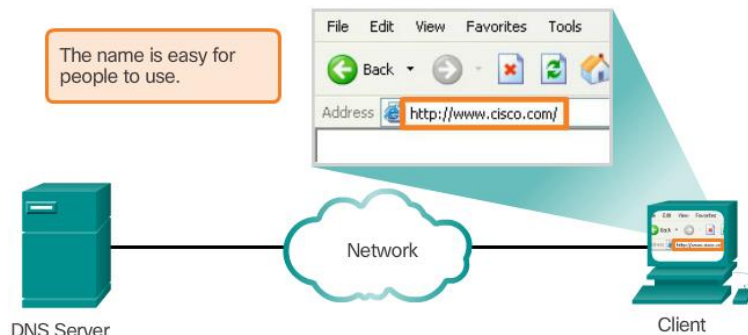 The name is easy for
people to use.
File Edit View Favorites Tools
Back
Address http://www.cisco.com/
Network
DNS Server
Client